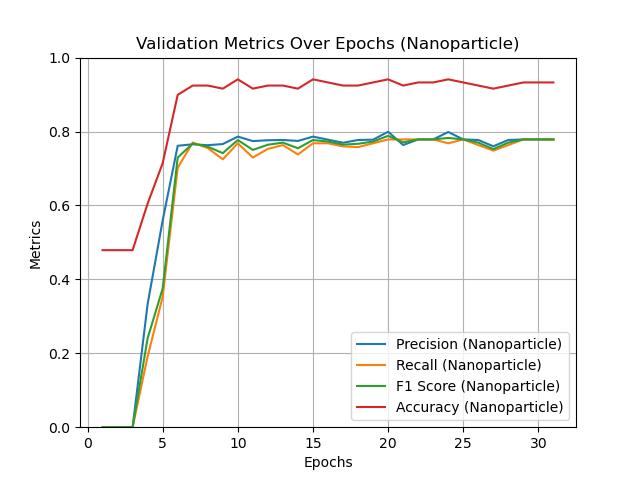 Validation Metrics Over Epochs (Nanoparticle)
1.0
0.8
0.6
0.4
0.2
0.0
Metrics
0 5 10 15 20 25 30
Epochs
Precision (Nanoparticle)
Recall (Nanoparticle)
F1 Score (Nanoparticle)
Accuracy (Nanoparticle)